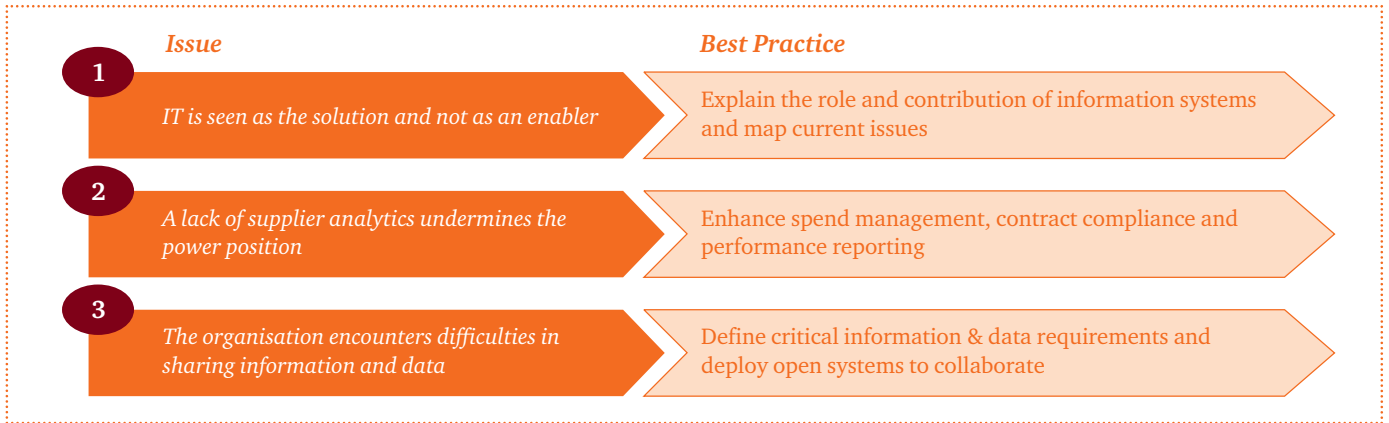 Issue
Best Practice
1
IT is seen as the solution and not as an enabler
Explain the role and contribution of information systems
and map current issues
2
A lack of supplier analytics undermines the
power position
Enhance spend management, contract compliance and
performance reporting
3
The organisation encounters difficulties in
sharing information and data
Define critical information & data requirements and
deploy open systems to collaborate